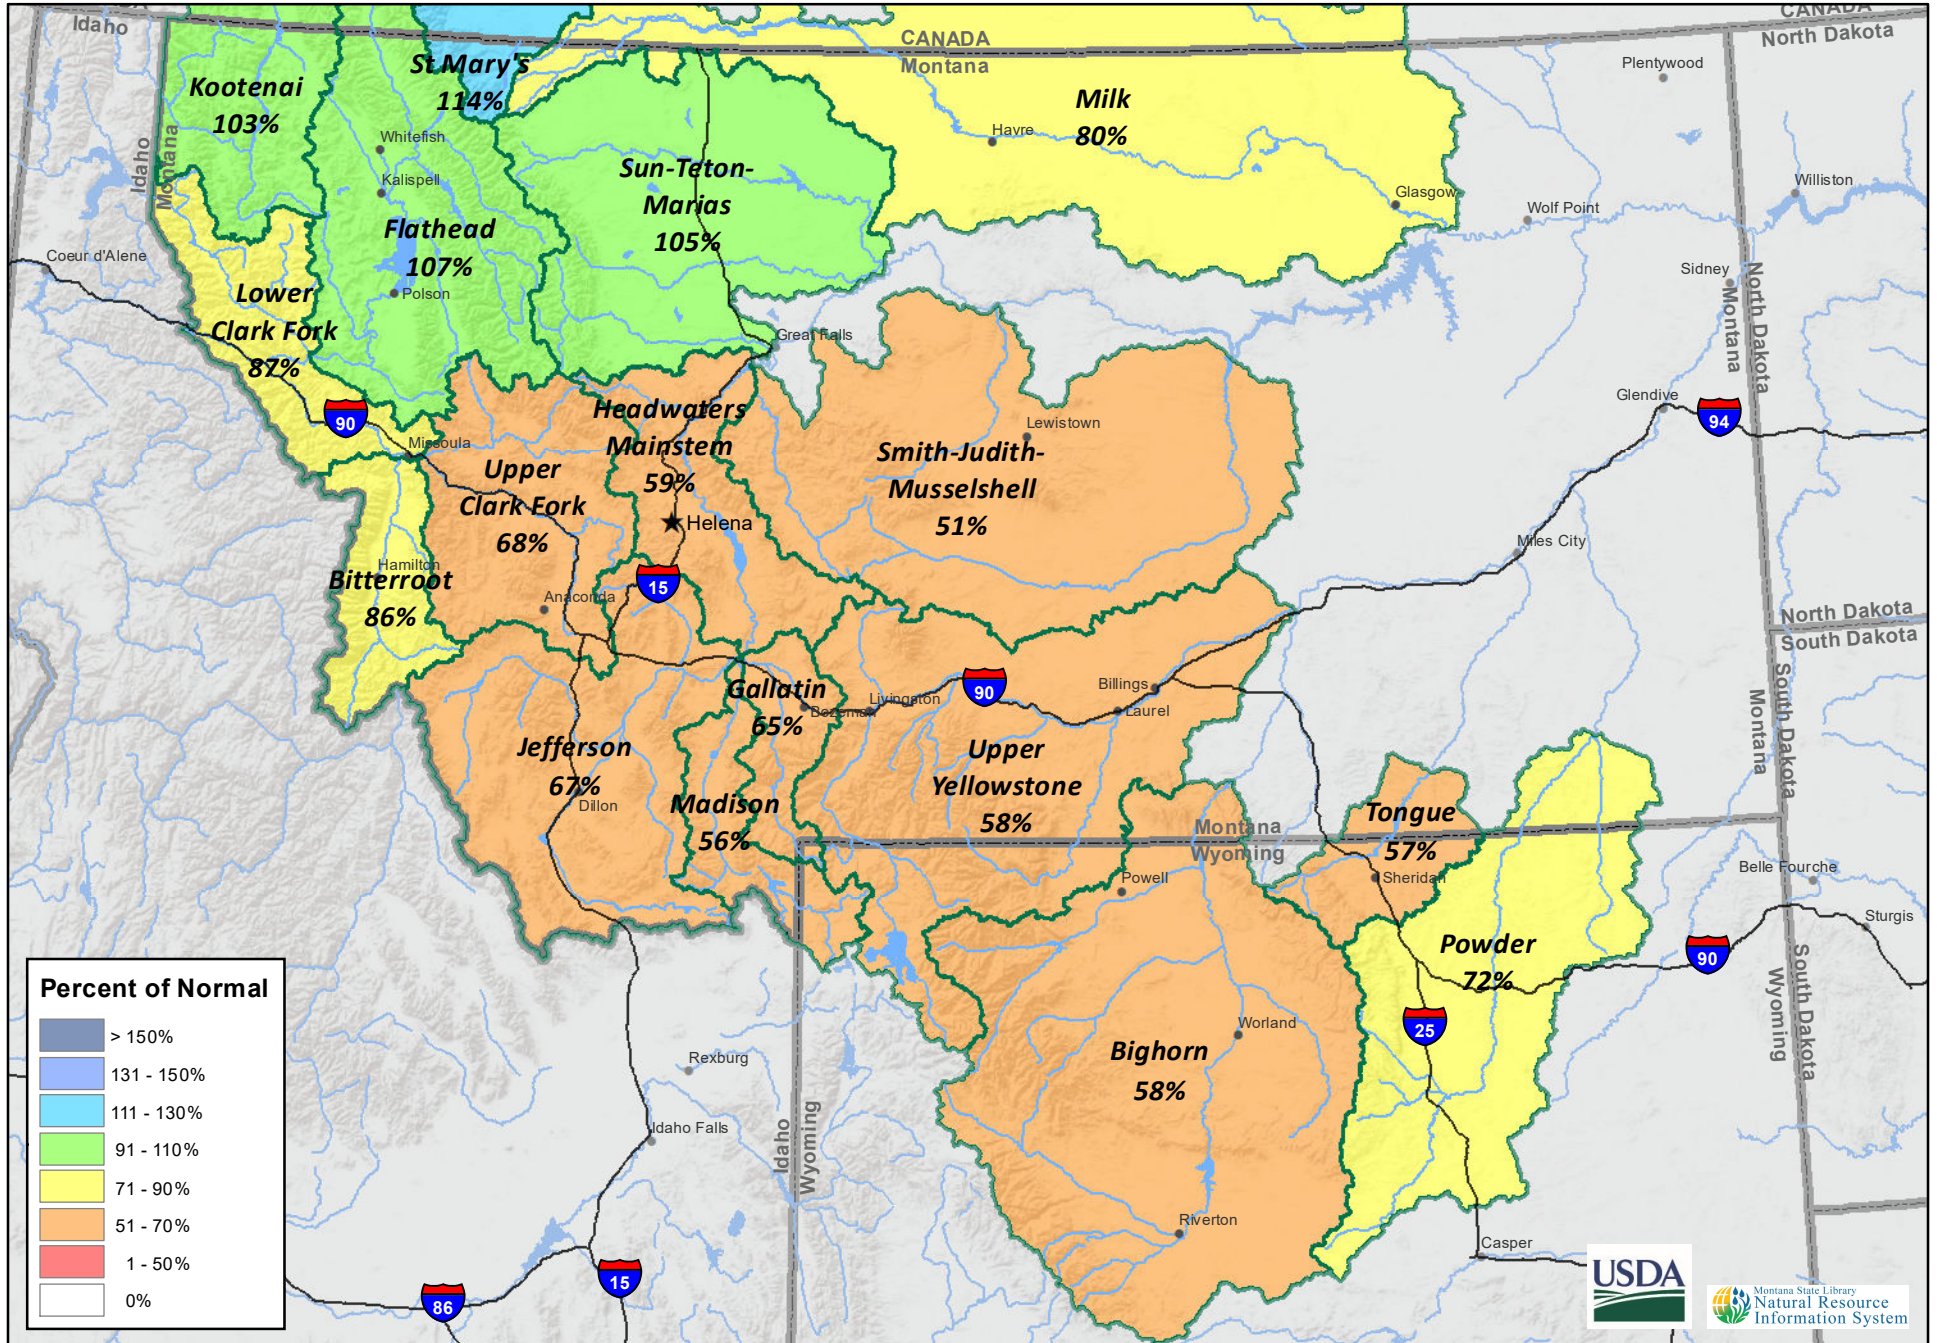 Idaho
CANADA
Montana
CANADA
North Dakota
Kootenai
103%
St Mary's
114%
Milk
80%
Plentywood
Whitefish
Havre
Idaho
Montana
Kalispell
Sun-Teton-
Marias
105%
Glasgow
Williston
Wolf Point
Flathead
107%
Coeur d'Alene
Polson
Sidney
Montana
North Dakota
Lower
Clark Fork
87%
Great Falls
90
Missoula
Headwaters
Mainstem
59%
Lewistown
Glendive
94
Smith-Judith-
Musselshell
51%
Upper
Clark Fork
68%
Helena
Miles City
Hamilton
Bitterroot
86%
Anaconda
15
North Dakota
South Dakota
Gallatin
65%
Bozeman
Livingston
90
Billings
Laurel
Montana
South Dakota
Jefferson
67%
Dillon
Madison
56%
Upper
Yellowstone
58%
Tongue
57%
Montana
Wyoming
Sheridan
Powell
Belle Fourche
Sturgis
Powder
72%
90
Wyoming
South Dakota
25
Worland
Bighorn
58%
Rexburg
Idaho Falls
Idaho
Wyoming
Riverton
Casper
86
15
Percent of Normal
> 150%
131 - 150%
111 - 130%
91 - 110%
71 - 90%
51 - 70%
1 - 50%
0%
USDA
Montana State Library
Natural Resource
Information System